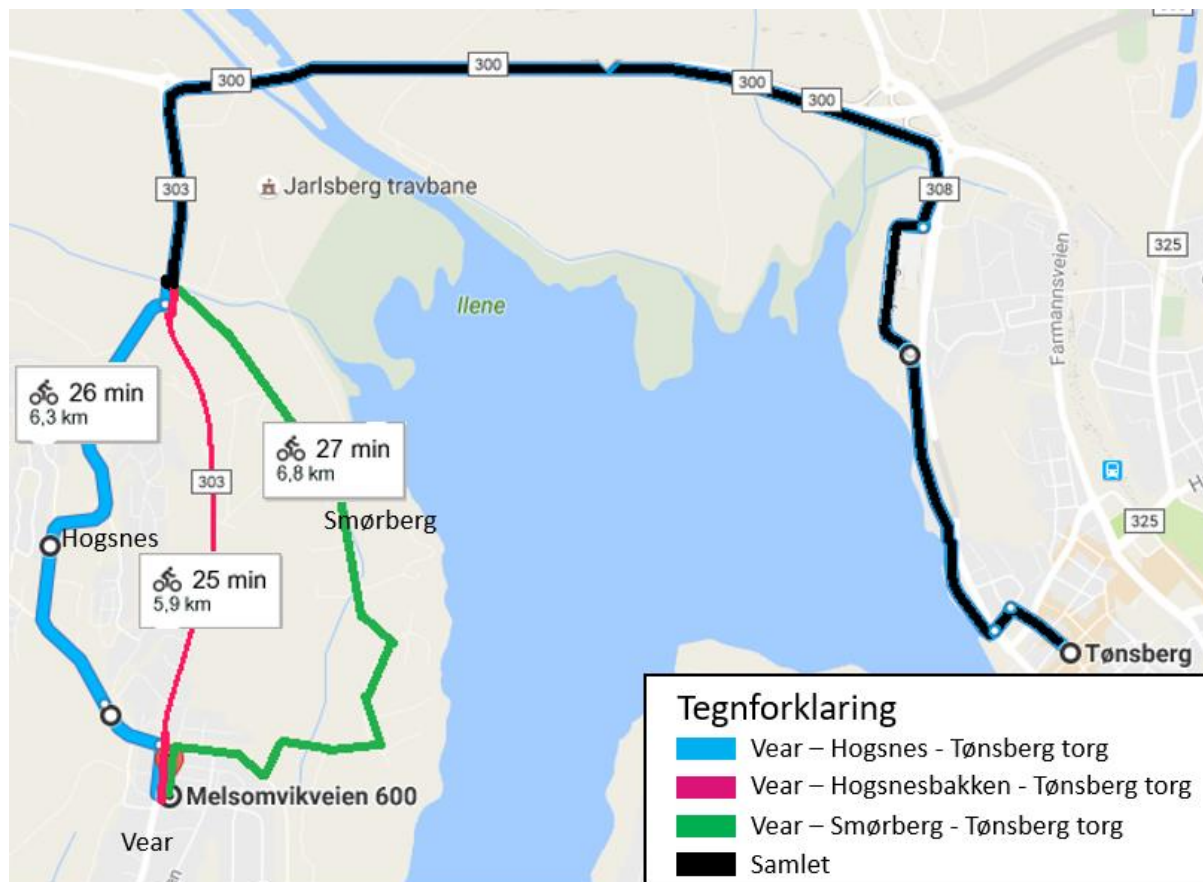 300
300
300
300
303
Jarlsberg travbane
308
325
Ilene
Farmannsveien
26 min
6,3 km
27 min
6,8 km
303
Smørberg
Hogsnes
325
25 min
5,9 km
Tønsberg
Melsomvikveien 600
Vear
Tegnforklaring
Vear – Hogsnes - Tønsberg torg
Vear – Hogsnesbakken - Tønsberg torg
Vear – Smørberg - Tønsberg torg
Samlet